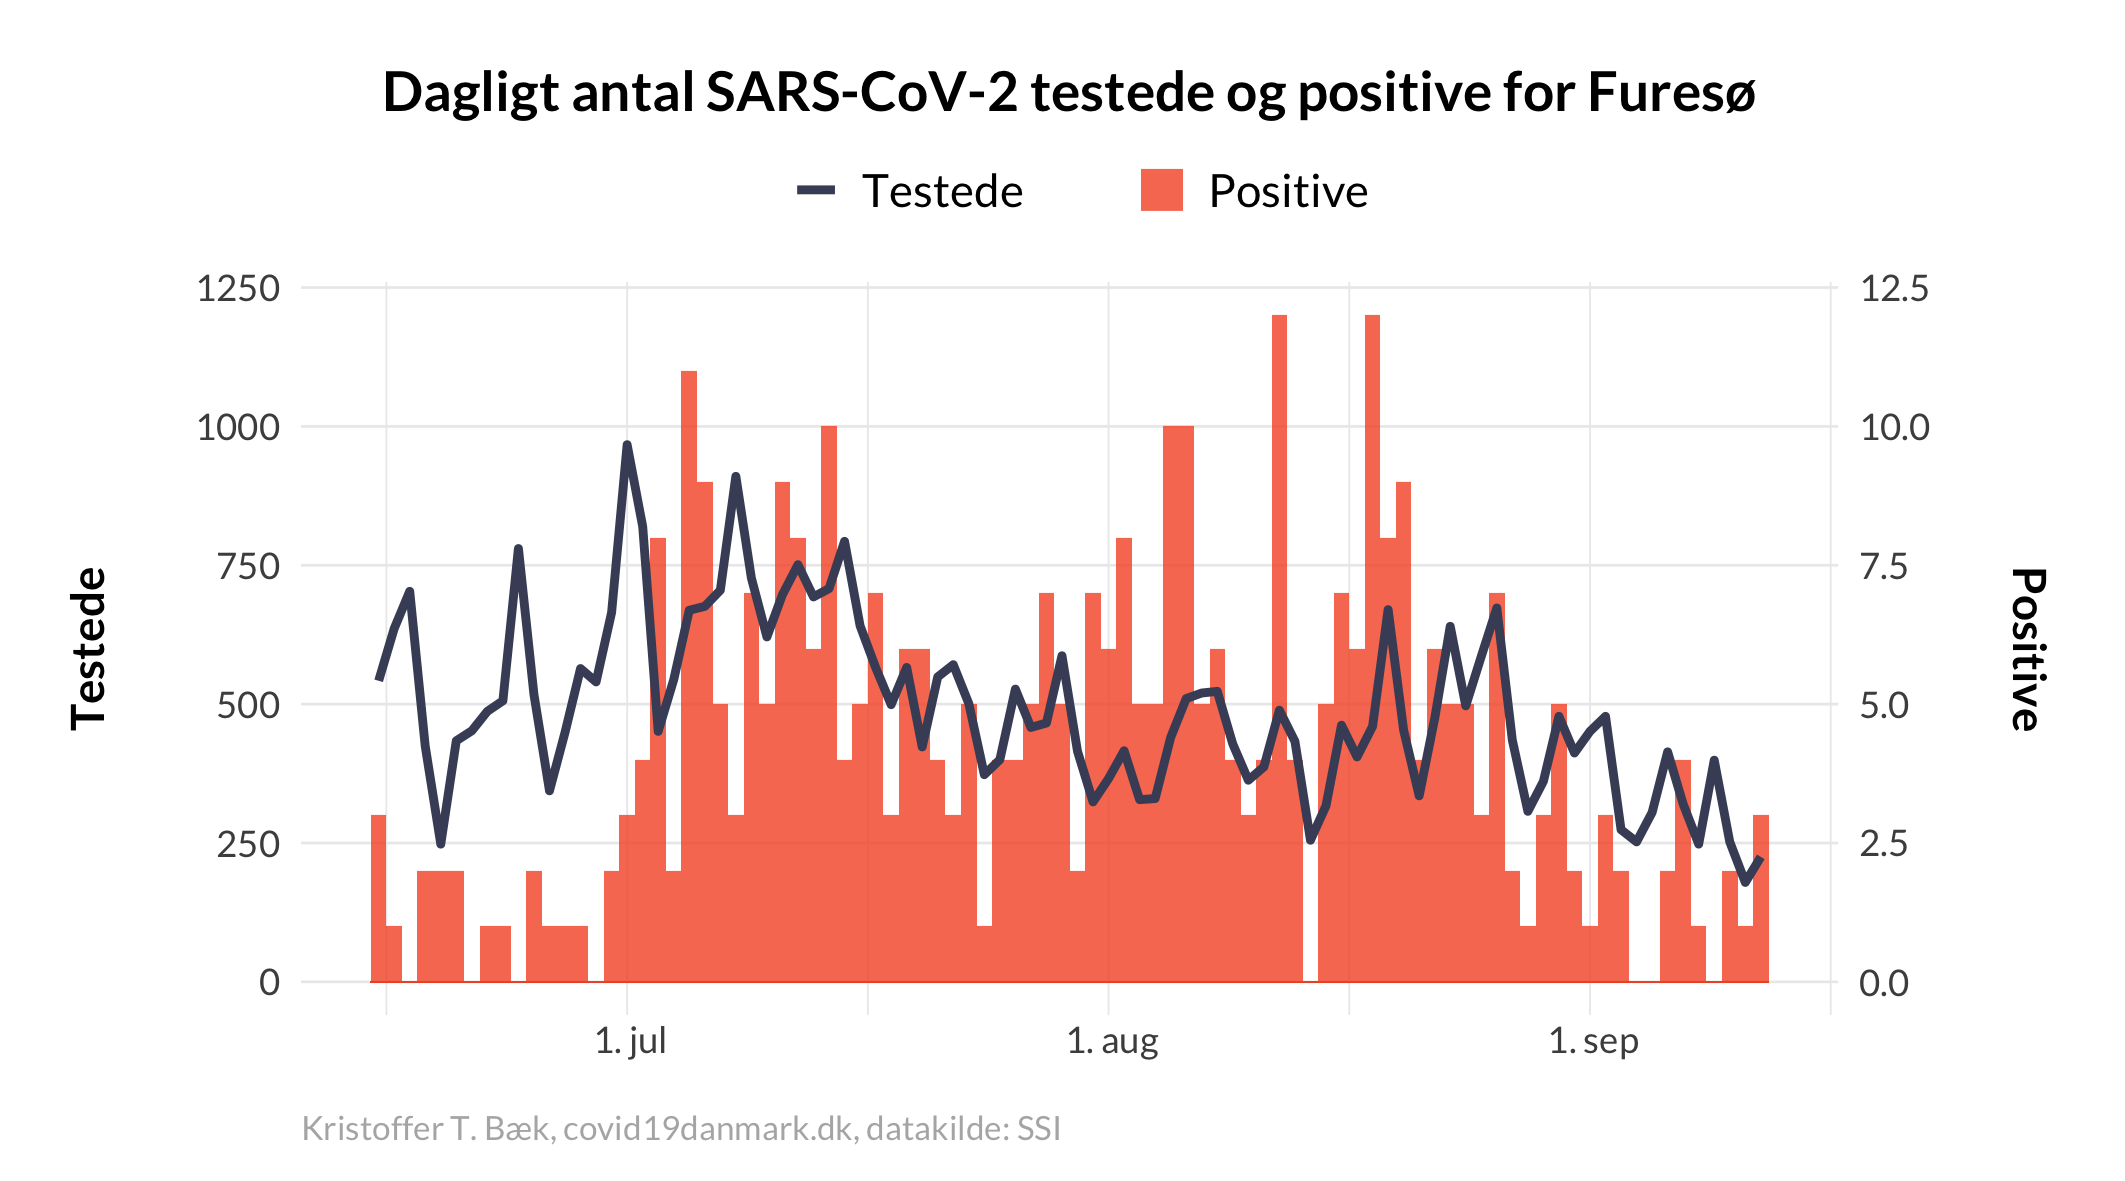 Dagligt antal SARS-CoV-2 testede og positive for Furesø
Testede Positive
1250 12.5
1000 10.0
750 7.5
500 5.0
250 2.5
0 0.0
Testede
Positive
1. jul 1. aug 1. sep
Kristoffer T. Bæk, covid19danmark.dk, datakilde: SSI